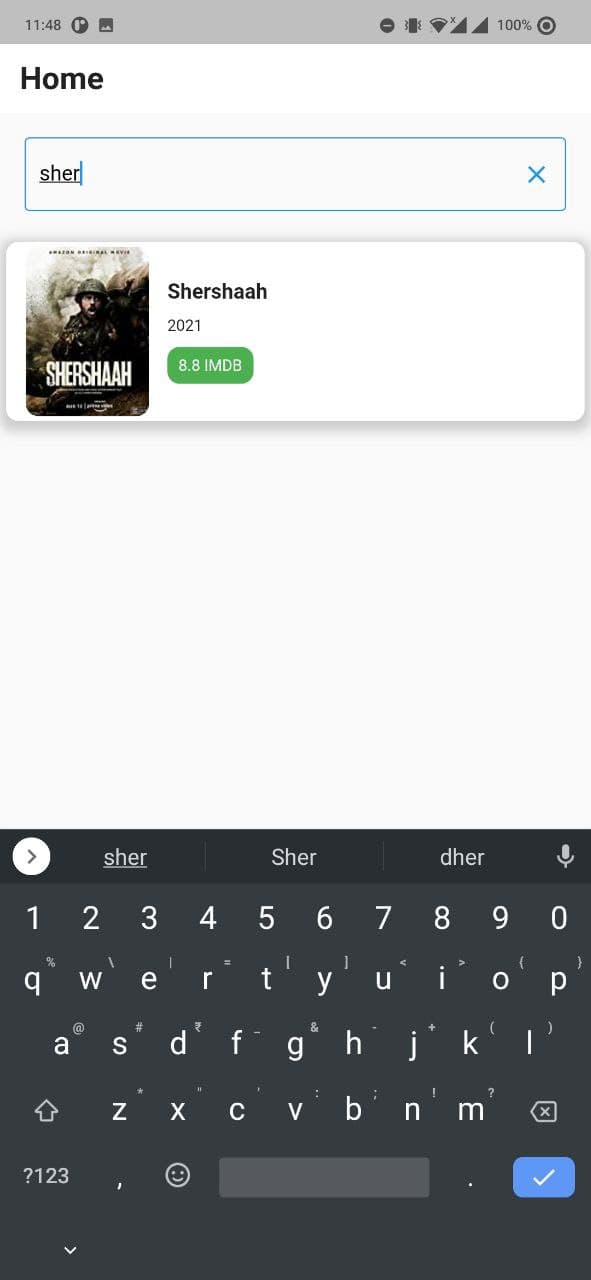 11:48 100%
Home
sher
AMAZON ORIGINAL MOVIE
SHERSHAAH
AUG 12 | prime video
Shershaah
2021
8.8 IMDB
sher Sher dher
1 2 3 4 5 6 7 8 9 0
% \ | = [ ] < > { }
q w e r t y u i o p
@ # ₹ _ & - + ( )
a s d f g h j k l
* " ' : ; ! ?
z x c v b n m
?123 , .